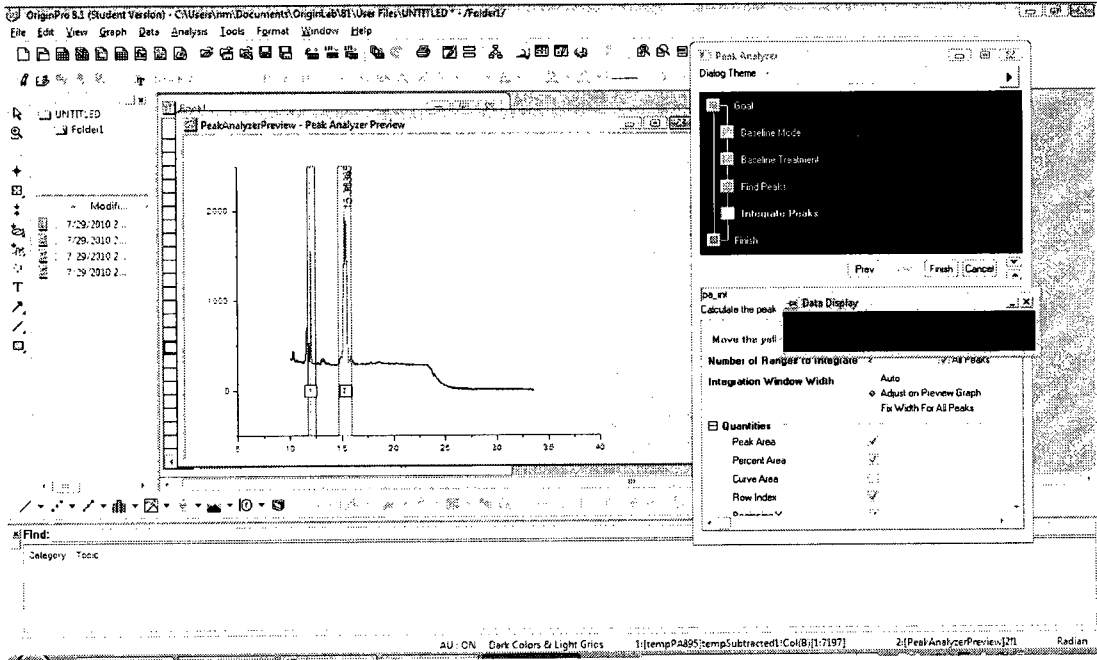 OriginPro 8.1 (Student Version) - C:\Users\nm\Documents\OriginLab\81\User Files\UNTITLED * - /Folder1/
File Edit View Graph Data Analysis Tools Format Window Help
UNTITLED
Folder1
Modifi...
7/29/2010 2...
7/29/2010 2...
7/29/2010 2...
7/29/2010 2...
PeakAnalyzerPreview - Peak Analyzer Preview
2000
1000
0
1 2
5 10 15 20 25 30 35 40
Peak Analyzer
Dialog Theme
Goal
Baseline Mode
Baseline Treatment
Find Peaks
Integrate Peaks
Finish
Prev Finish Cancel
pa_int
Calculate the peak
Data Display
Move the yell
Number of Ranges to Integrate All Peaks
Integration Window Width Auto
Adjust on Preview Graph
Fix Width For All Peaks
Quantities
Peak Area
Percent Area
Curve Area
Row Index
Beginning X
Find:
Category Topic
AU : ON Dark Colors & Light Grids 1:[tempPA895]tempSubtracted1!Col(B)[1:7197] 2:[PeakAnalyzerPreview]2!1 Radian